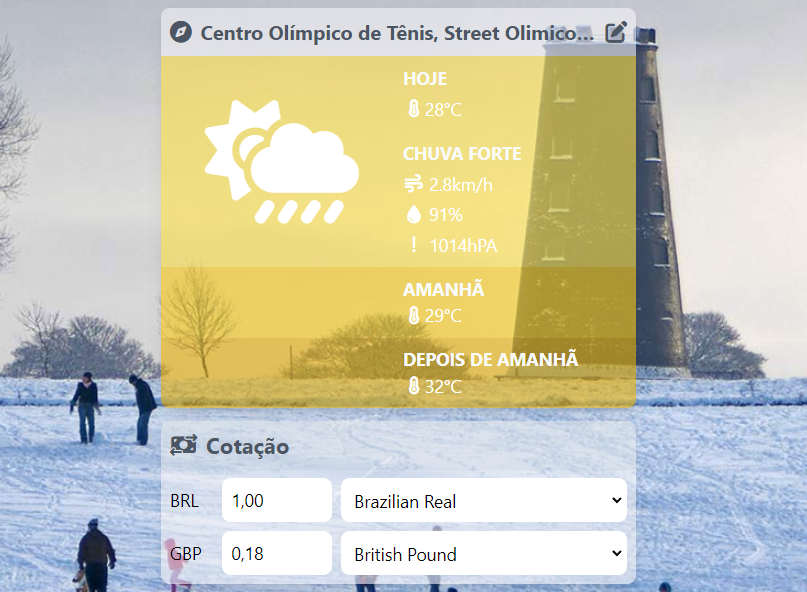 Centro Olímpico de Tênis, Street Olimico...
HOJE
28°C
CHUVA FORTE
2.8km/h
91%
1014hPA
AMANHÃ
29°C
DEPOIS DE AMANHÃ
32°C
Cotação
BRL 1,00 Brazilian Real
GBP 0,18 British Pound